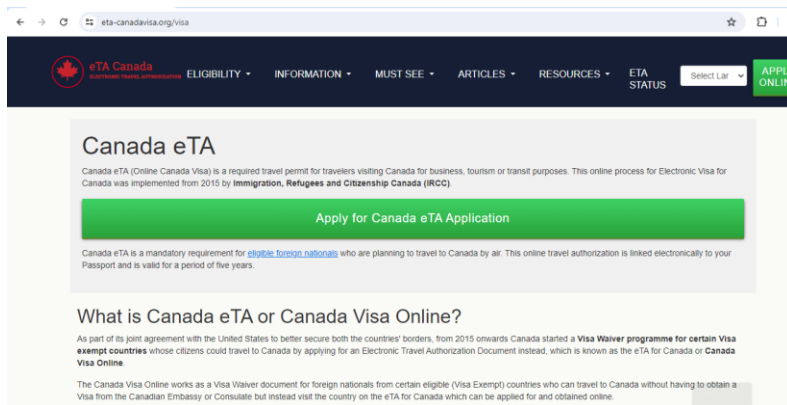 eta-canadavisa.org/visa
eTA Canada
ELECTRONIC TRAVEL AUTHORIZATION
ELIGIBILITY
INFORMATION
MUST SEE
ARTICLES
RESOURCES
ETA
STATUS
Select Lar
APPL
ONLIN
Canada eTA
Canada eTA (Online Canada Visa) is a required travel permit for travelers visiting Canada for business, tourism or transit purposes. This online process for Electronic Visa for
Canada was implemented from 2015 by Immigration, Refugees and Citizenship Canada (IRCC).
Apply for Canada eTA Application
Canada eTA is a mandatory requirement for eligible foreign nationals who are planning to travel to Canada by air. This online travel authorization is linked electronically to your
Passport and is valid for a period of five years.
What is Canada eTA or Canada Visa Online?
As part of its joint agreement with the United States to better secure both the countries' borders, from 2015 onwards Canada started a Visa Waiver programme for certain Visa
exempt countries whose citizens could travel to Canada by applying for an Electronic Travel Authorization Document instead, which is known as the eTA for Canada or Canada
Visa Online.
The Canada Visa Online works as a Visa Waiver document for foreign nationals from certain eligible (Visa Exempt) countries who can travel to Canada without having to obtain a
Visa from the Canadian Embassy or Consulate but instead visit the country on the eTA for Canada which can be applied for and obtained online.